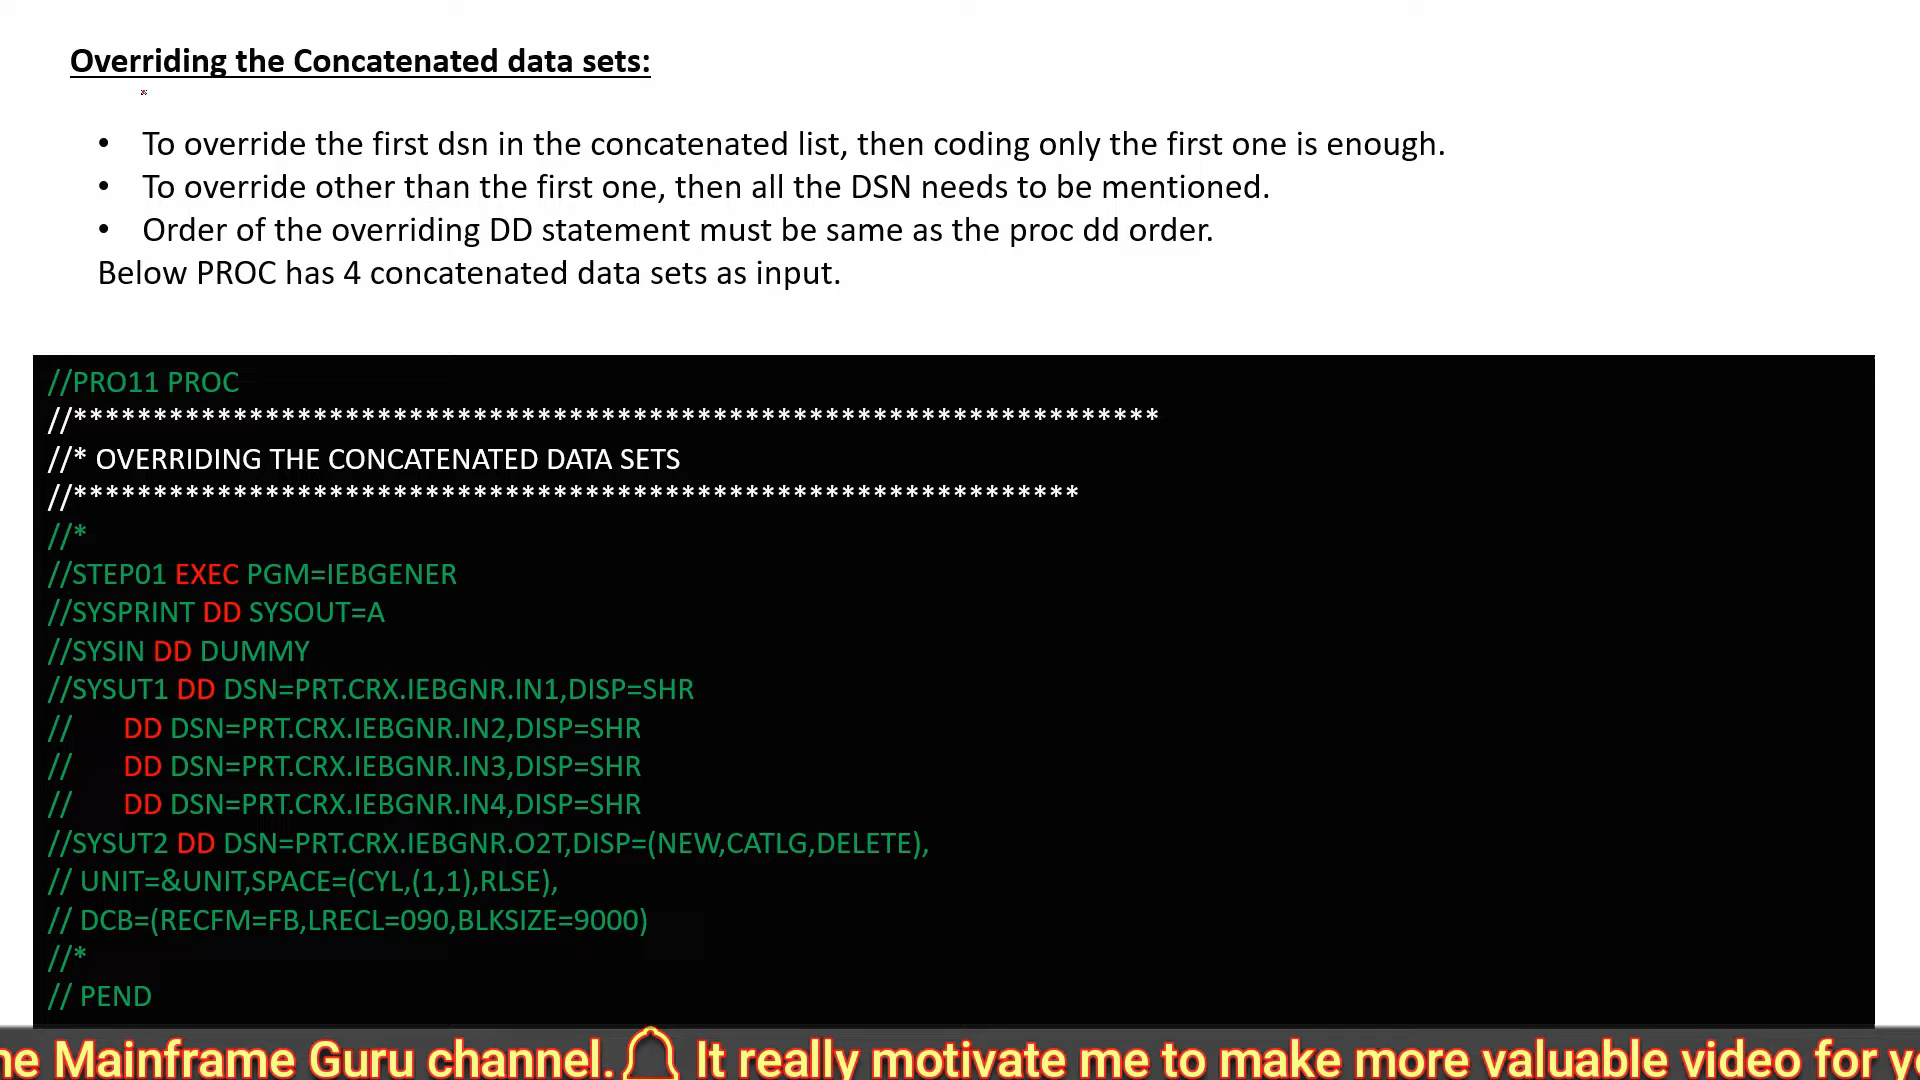 Overriding the Concatenated data sets:
• To override the first dsn in the concatenated list, then coding only the first one is enough.
• To override other than the first one, then all the DSN needs to be mentioned.
• Order of the overriding DD statement must be same as the proc dd order.
Below PROC has 4 concatenated data sets as input.
//PRO11 PROC
//********************************************************************
//* OVERRIDING THE CONCATENATED DATA SETS
//***************************************************************
//*
//STEP01 EXEC PGM=IEBGENER
//SYSPRINT DD SYSOUT=A
//SYSIN DD DUMMY
//SYSUT1 DD DSN=PRT.CRX.IEBGNR.IN1,DISP=SHR
// DD DSN=PRT.CRX.IEBGNR.IN2,DISP=SHR
// DD DSN=PRT.CRX.IEBGNR.IN3,DISP=SHR
// DD DSN=PRT.CRX.IEBGNR.IN4,DISP=SHR
//SYSUT2 DD DSN=PRT.CRX.IEBGNR.O2T,DISP=(NEW,CATLG,DELETE),
// UNIT=&UNIT,SPACE=(CYL,(1,1),RLSE),
// DCB=(RECFM=FB,LRECL=090,BLKSIZE=9000)
//*
// PEND
Mainframe Guru channel. It really motivate me to make more valuable video for